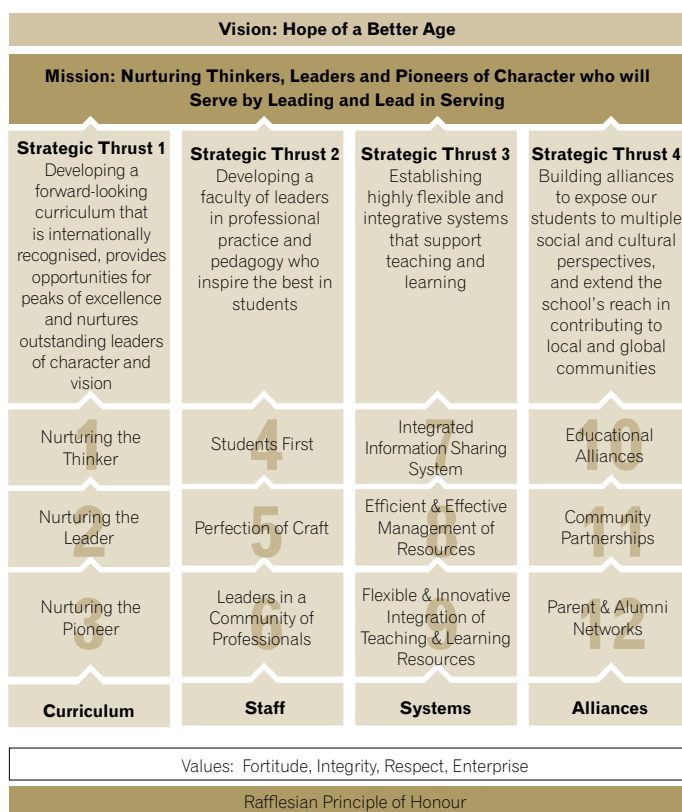 Vision: Hope of a Better Age
Mission: Nurturing Thinkers, Leaders and Pioneers of Character who will
Serve by Leading and Lead in Serving
Strategic Thrust 1
Developing a
forward-looking
curriculum that
is internationally
recognised, provides
opportunities for
peaks of excellence
and nurtures
outstanding leaders
of character and
vision
Strategic Thrust 2
Developing a
faculty of leaders
in professional
practice and
pedagogy who
inspire the best in
students
Strategic Thrust 3
Establishing
highly flexible and
integrative systems
that support
teaching and
learning
Strategic Thrust 4
Building alliances
to expose our
students to multiple
social and cultural
perspectives,
and extend the
school's reach in
contributing to
local and global
communities
1
Nurturing the
Thinker
4
Students First
7
Integrated
Information Sharing
System
10
Educational
Alliances
2
Nurturing the
Leader
5
Perfection of Craft
8
Efficient & Effective
Management of
Resources
11
Community
Partnerships
3
Nurturing the
Pioneer
6
Leaders in a
Community of
Professionals
9
Flexible & Innovative
Integration of
Teaching & Learning
Resources
12
Parent & Alumni
Networks
Curriculum
Staff
Systems
Alliances
Values: Fortitude, Integrity, Respect, Enterprise
Rafflesian Principle of Honour